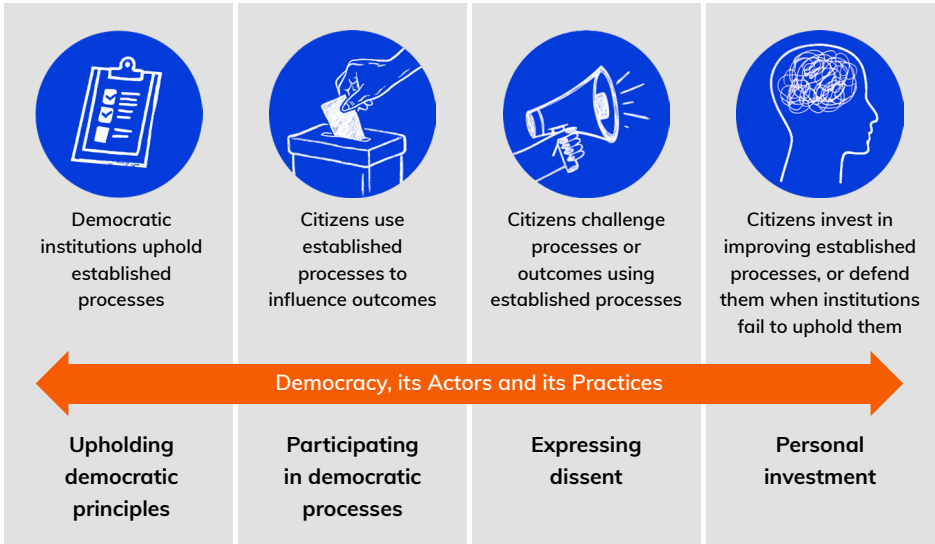 Democratic
institutions uphold
established
processes
Citizens use
established
processes to
influence outcomes
Citizens challenge
processes or
outcomes using
established processes
Citizens invest in
improving established
processes, or defend
them when institutions
fail to uphold them
Democracy, its Actors and its Practices
Upholding
democratic
principles
Participating
in democratic
processes
Expressing
dissent
Personal
investment